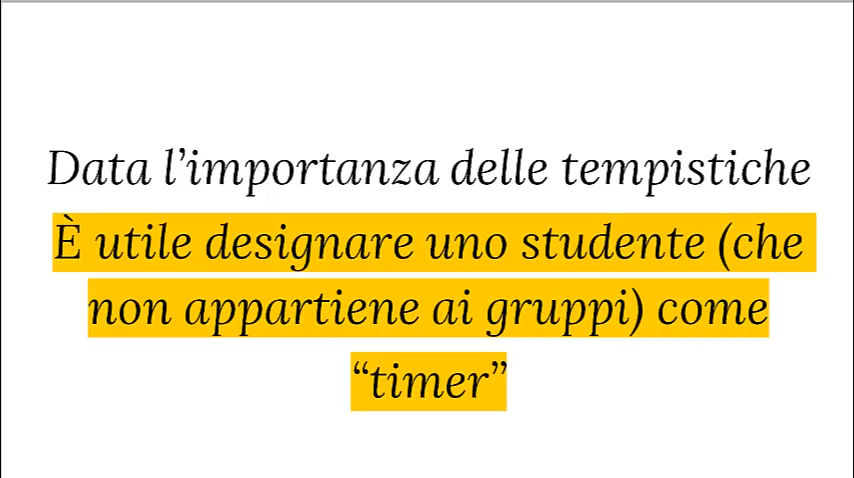 Data l’importanza delle tempistiche
È utile designare uno studente (che
non appartiene ai gruppi) come
“timer”